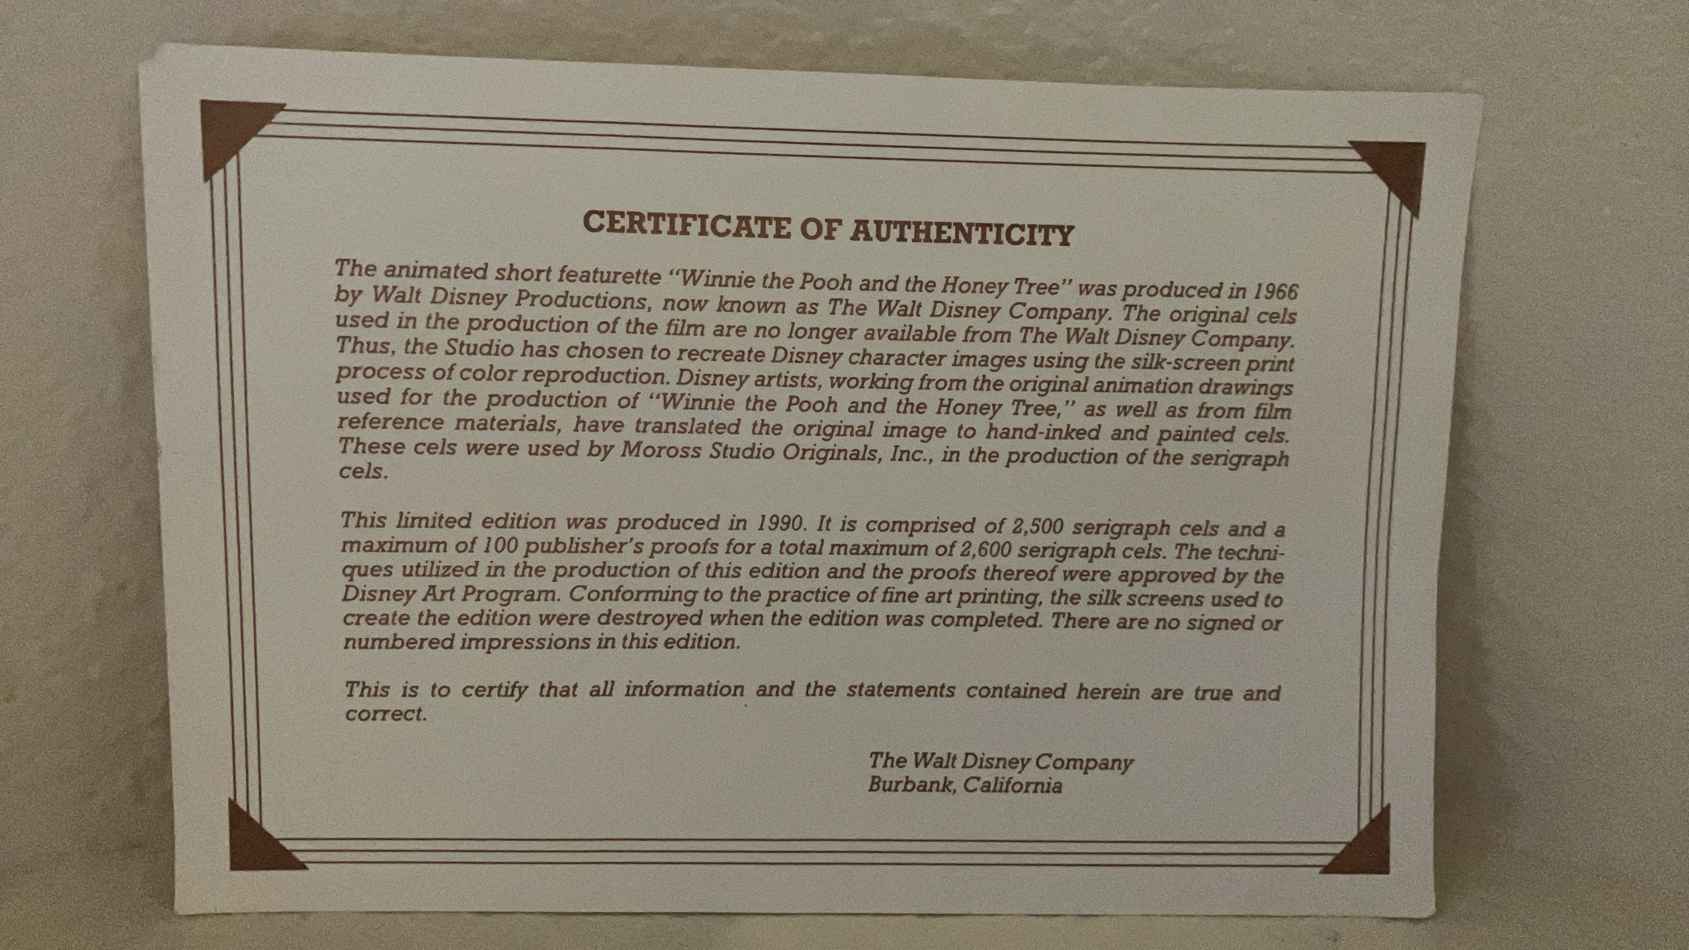 CERTIFICATE OF AUTHENTICITY
The animated short featurette “Winnie the Pooh and the Honey Tree” was produced in 1966
by Walt Disney Productions, now known as The Walt Disney Company. The original cels
used in the production of the film are no longer available from The Walt Disney Company.
Thus, the Studio has chosen to recreate Disney character images using the silk-screen print
process of color reproduction. Disney artists, working from the original animation drawings
used for the production of “Winnie the Pooh and the Honey Tree,” as well as from film
reference materials, have translated the original image to hand-inked and painted cels.
These cels were used by Moross Studio Originals, Inc., in the production of the serigraph
cels.
This limited edition was produced in 1990. It is comprised of 2,500 serigraph cels and a
maximum of 100 publisher’s proofs for a total maximum of 2,600 serigraph cels. The techni-
ques utilized in the production of this edition and the proofs thereof were approved by the
Disney Art Program. Conforming to the practice of fine art printing, the silk screens used to
create the edition were destroyed when the edition was completed. There are no signed or
numbered impressions in this edition.
This is to certify that all information and the statements contained herein are true and
correct.
The Walt Disney Company
Burbank, California